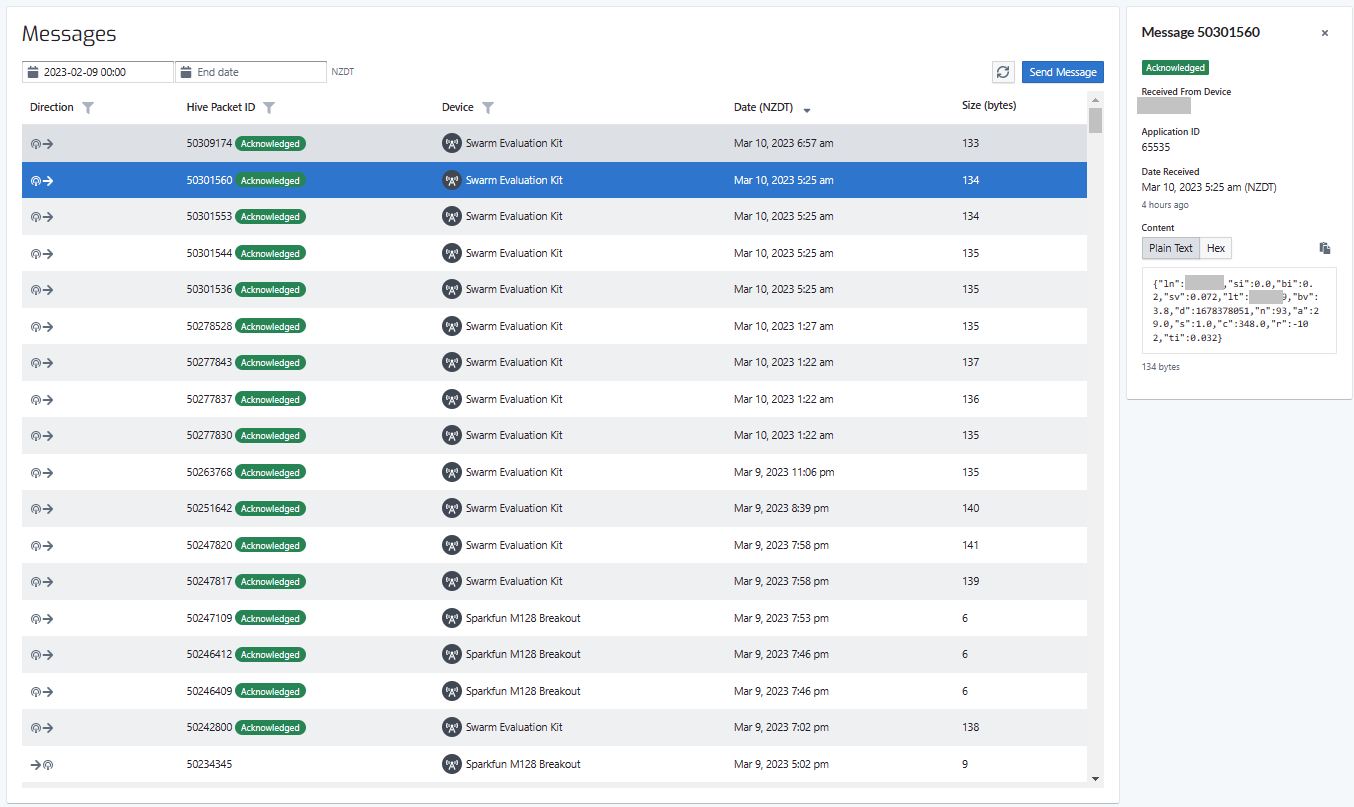 Messages
2023-02-09 00:00 End date NZDT Send Message
Direction Hive Packet ID Device Date (NZDT) Size (bytes)
50309174 Acknowledged Swarm Evaluation Kit Mar 10, 2023 6:57 am 133
50301560 Acknowledged Swarm Evaluation Kit Mar 10, 2023 5:25 am 134
50301553 Acknowledged Swarm Evaluation Kit Mar 10, 2023 5:25 am 134
50301544 Acknowledged Swarm Evaluation Kit Mar 10, 2023 5:25 am 135
50301536 Acknowledged Swarm Evaluation Kit Mar 10, 2023 5:25 am 135
50278528 Acknowledged Swarm Evaluation Kit Mar 10, 2023 1:27 am 135
50277843 Acknowledged Swarm Evaluation Kit Mar 10, 2023 1:22 am 137
50277837 Acknowledged Swarm Evaluation Kit Mar 10, 2023 1:22 am 136
50277830 Acknowledged Swarm Evaluation Kit Mar 10, 2023 1:22 am 135
50263768 Acknowledged Swarm Evaluation Kit Mar 9, 2023 11:06 pm 135
50251642 Acknowledged Swarm Evaluation Kit Mar 9, 2023 8:39 pm 140
50247820 Acknowledged Swarm Evaluation Kit Mar 9, 2023 7:58 pm 141
50247817 Acknowledged Swarm Evaluation Kit Mar 9, 2023 7:58 pm 139
50247109 Acknowledged Sparkfun M128 Breakout Mar 9, 2023 7:53 pm 6
50246412 Acknowledged Sparkfun M128 Breakout Mar 9, 2023 7:46 pm 6
50246409 Acknowledged Sparkfun M128 Breakout Mar 9, 2023 7:46 pm 6
50242800 Acknowledged Swarm Evaluation Kit Mar 9, 2023 7:02 pm 138
50234345 Sparkfun M128 Breakout Mar 9, 2023 5:02 pm 9
Message 50301560 ×
Acknowledged
Received From Device
Application ID
65535
Date Received
Mar 10, 2023 5:25 am (NZDT)
4 hours ago
Content
Plain Text Hex
{"ln": ,"si":0.0,"bi":0.
2,"sv":0.072,"lt": 9,"bv":
3.8,"d":1678378051,"n":93,"a":2
9.0,"s":1.0,"c":348.0,"r":-10
2,"ti":0.032}
134 bytes